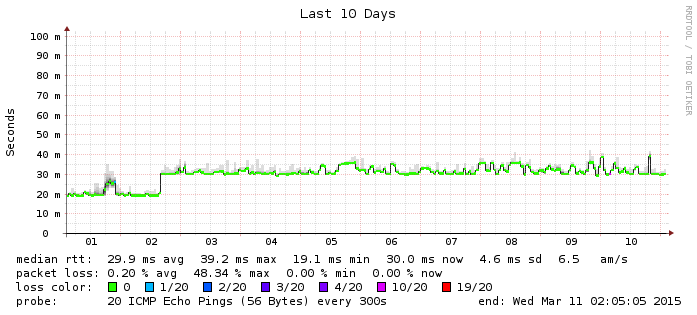 Last 10 Days
RRDTOOL / TOBI OETIKER
Seconds
100 m
90 m
80 m
70 m
60 m
50 m
40 m
30 m
20 m
10 m
0
01 02 03 04 05 06 07 08 09 10
median rtt: 29.9 ms avg 39.2 ms max 19.1 ms min 30.0 ms now 4.6 ms sd 6.5 am/s
packet loss: 0.20 % avg 48.34 % max 0.00 % min 0.00 % now
loss color: 0 1/20 2/20 3/20 4/20 10/20 19/20
probe: 20 ICMP Echo Pings (56 Bytes) every 300s end: Wed Mar 11 02:05:05 2015